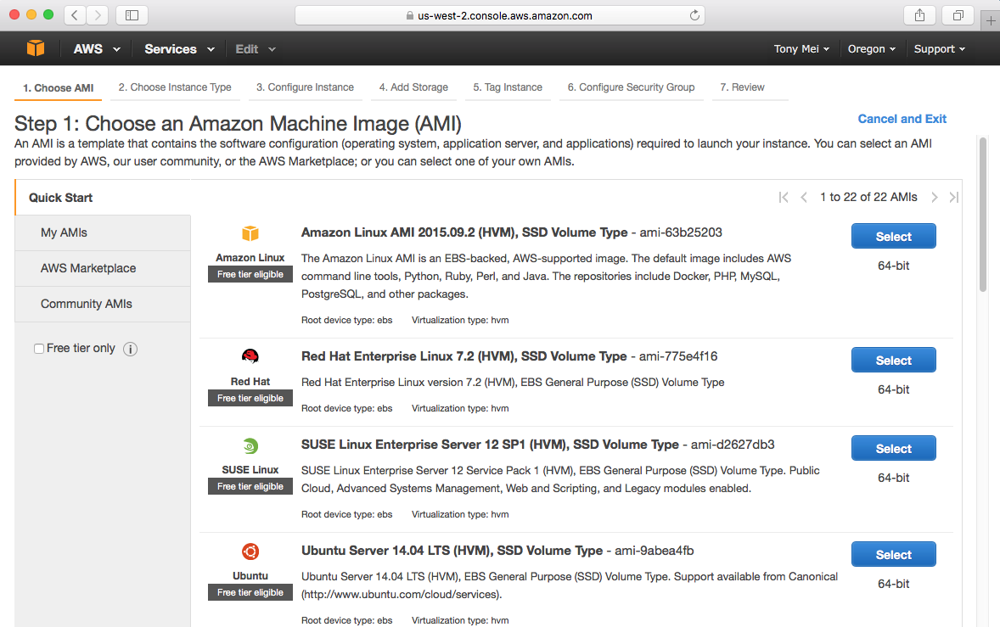 us-west-2.console.aws.amazon.com
AWS Services Edit Tony Mei Oregon Support
1. Choose AMI 2. Choose Instance Type 3. Configure Instance 4. Add Storage 5. Tag Instance 6. Configure Security Group 7. Review
Step 1: Choose an Amazon Machine Image (AMI)
Cancel and Exit
An AMI is a template that contains the software configuration (operating system, application server, and applications) required to launch your instance. You can select an AMI
provided by AWS, our user community, or the AWS Marketplace; or you can select one of your own AMIs.
Quick Start
My AMIs
AWS Marketplace
Community AMIs
Free tier only
1 to 22 of 22 AMIs
Amazon Linux
Free tier eligible
Amazon Linux AMI 2015.09.2 (HVM), SSD Volume Type - ami-63b25203
The Amazon Linux AMI is an EBS-backed, AWS-supported image. The default image includes AWS
command line tools, Python, Ruby, Perl, and Java. The repositories include Docker, PHP, MySQL,
PostgreSQL, and other packages.
Root device type: ebs Virtualization type: hvm
Select
64-bit
Red Hat
Free tier eligible
Red Hat Enterprise Linux 7.2 (HVM), SSD Volume Type - ami-775e4f16
Red Hat Enterprise Linux version 7.2 (HVM), EBS General Purpose (SSD) Volume Type
Root device type: ebs Virtualization type: hvm
Select
64-bit
SUSE Linux
Free tier eligible
SUSE Linux Enterprise Server 12 SP1 (HVM), SSD Volume Type - ami-d2627db3
SUSE Linux Enterprise Server 12 Service Pack 1 (HVM), EBS General Purpose (SSD) Volume Type. Public
Cloud, Advanced Systems Management, Web and Scripting, and Legacy modules enabled.
Root device type: ebs Virtualization type: hvm
Select
64-bit
Ubuntu
Free tier eligible
Ubuntu Server 14.04 LTS (HVM), SSD Volume Type - ami-9abea4fb
Ubuntu Server 14.04 LTS (HVM), EBS General Purpose (SSD) Volume Type. Support available from Canonical
(http://www.ubuntu.com/cloud/services).
Root device type: ebs Virtualization type: hvm
Select
64-bit